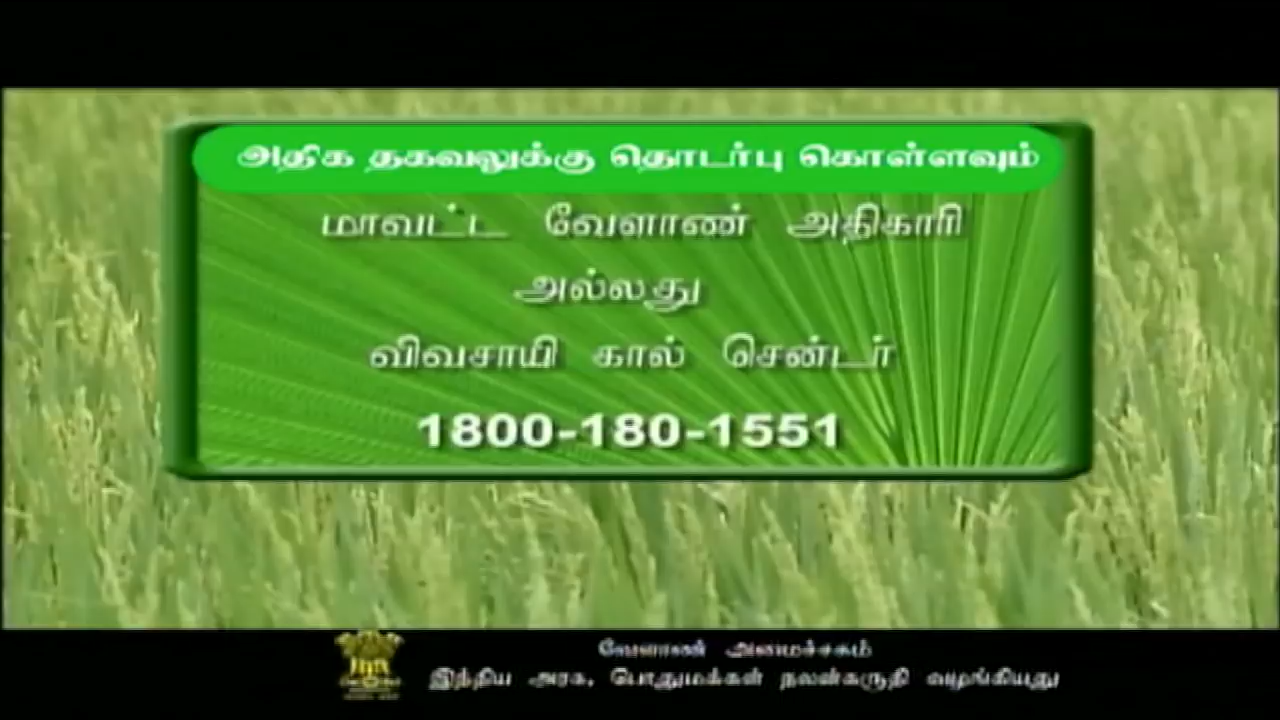 அதிக தகவலுக்கு தொடர்பு கொள்ளவும்
மாவட்ட வேளாண் அதிகாரி
அல்லது
விவசாயி கால் சென்டர்
1800-180-1551
வேளாண் அமைச்சகம்
இந்திய அரசு, பொதுமக்கள் நலன்கருதி வழங்கியது